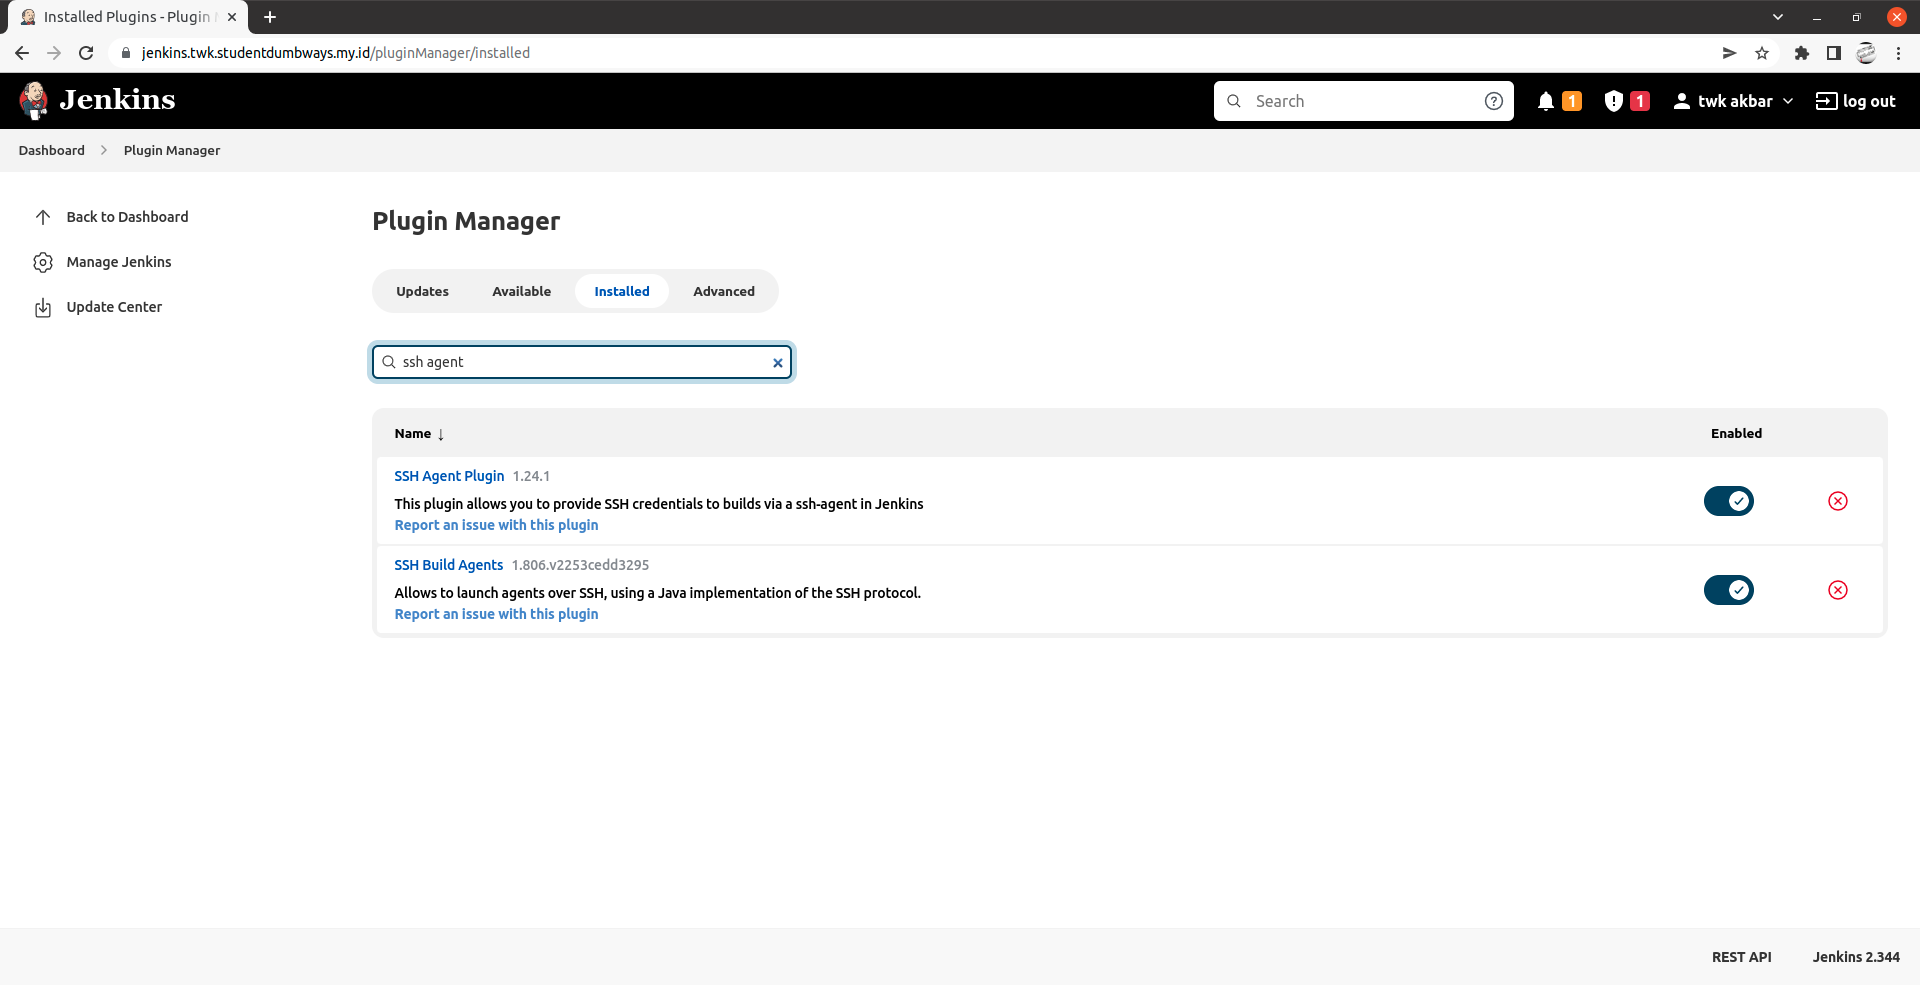 Installed Plugins - Plugin
jenkins.twk.studentdumbways.my.id/pluginManager/installed
Jenkins
Search
1
1
twk akbar
log out
Dashboard
Plugin Manager
Back to Dashboard
Manage Jenkins
Update Center
Plugin Manager
Updates
Available
Installed
Advanced
ssh agent
Name ↓
Enabled
SSH Agent Plugin 1.24.1
This plugin allows you to provide SSH credentials to builds via a ssh-agent in Jenkins
Report an issue with this plugin
SSH Build Agents 1.806.v2253cedd3295
Allows to launch agents over SSH, using a Java implementation of the SSH protocol.
Report an issue with this plugin
REST API
Jenkins 2.344